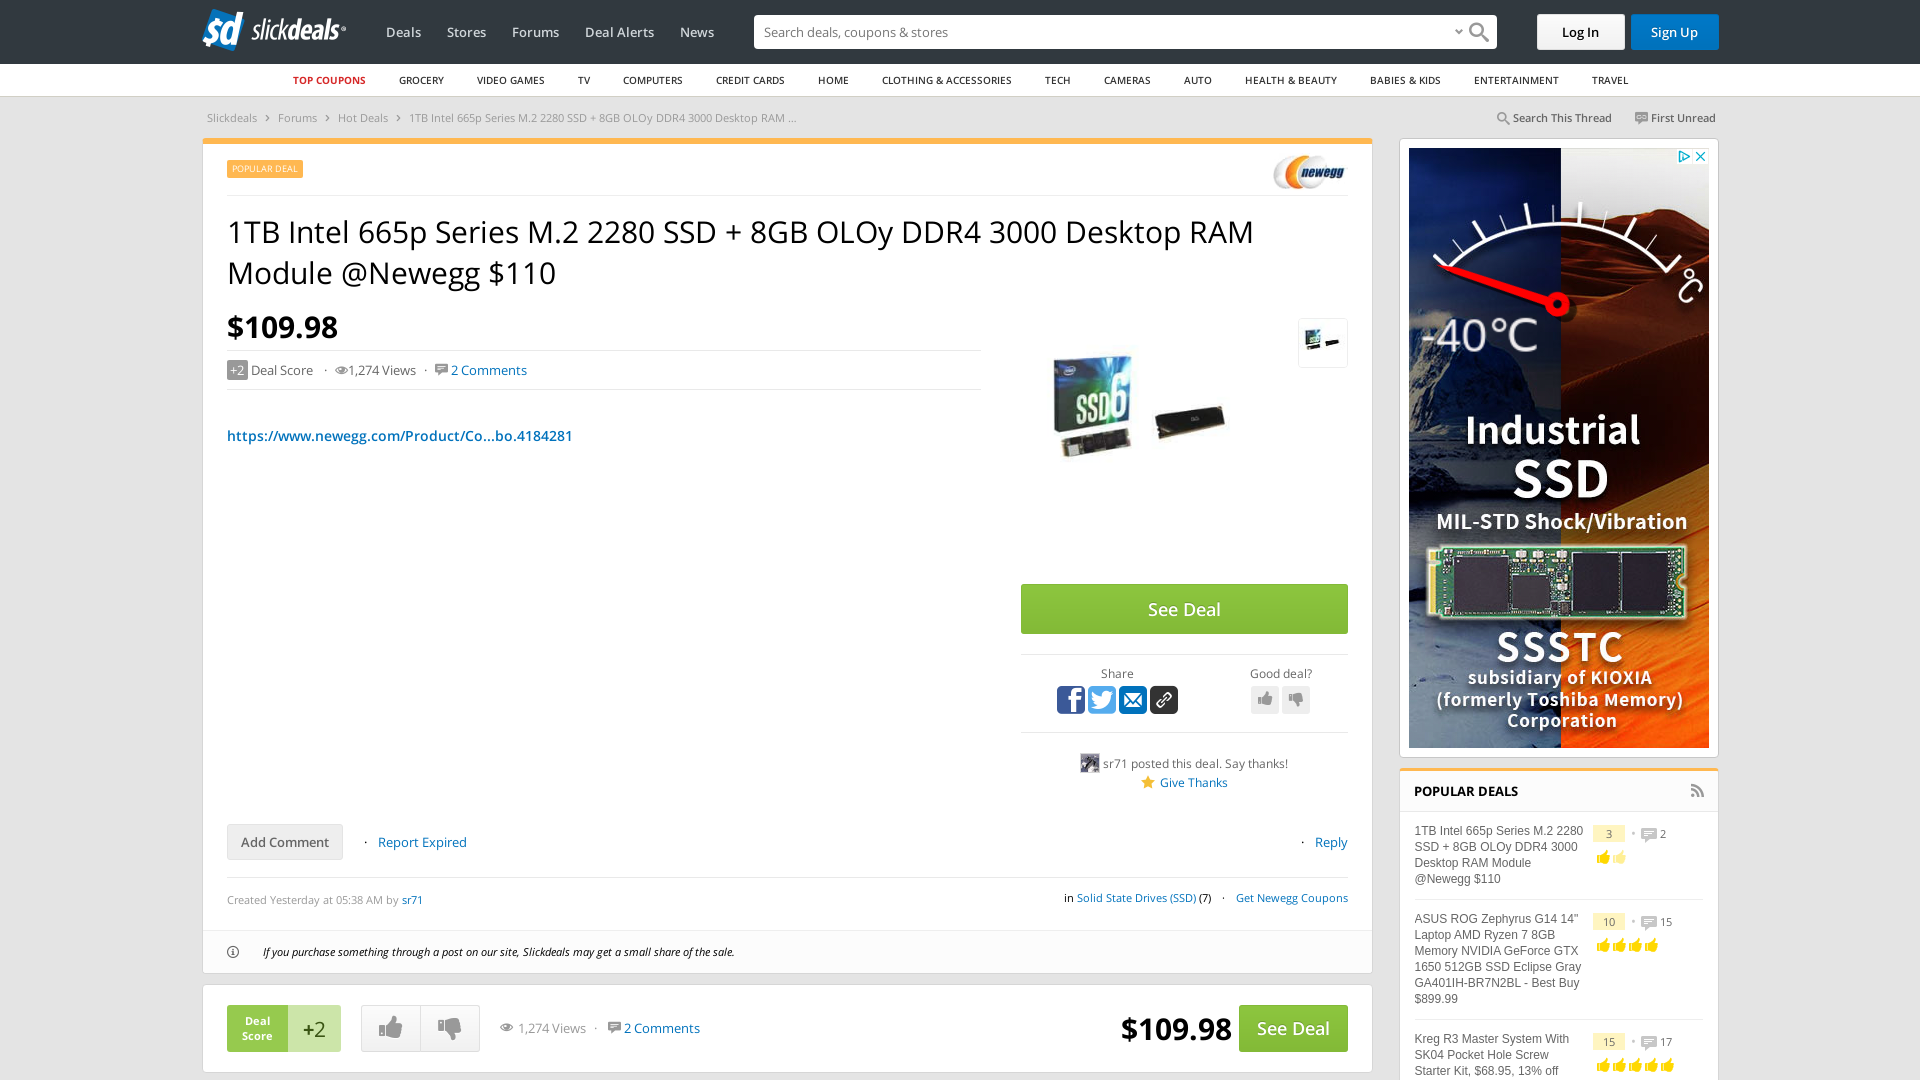 slickdeals
Deals
Stores
Forums
Deal Alerts
News
Search deals, coupons & stores
Log In
Sign Up
TOP COUPONS
GROCERY
VIDEO GAMES
TV
COMPUTERS
CREDIT CARDS
HOME
CLOTHING & ACCESSORIES
TECH
CAMERAS
AUTO
HEALTH & BEAUTY
BABIES & KIDS
ENTERTAINMENT
TRAVEL
Slickdeals > Forums > Hot Deals > 1TB Intel 665p Series M.2 2280 SSD + 8GB OLOy DDR4 3000 Desktop RAM ...
Search This Thread
First Unread
POPULAR DEAL
newegg
1TB Intel 665p Series M.2 2280 SSD + 8GB OLOy DDR4 3000 Desktop RAM
Module @Newegg $110
$109.98
+2 Deal Score · 1,274 Views · 2 Comments
https://www.newegg.com/Product/Co...bo.4184281
intel
SSD6
See Deal
Share
Good deal?
sr71 posted this deal. Say thanks!
Give Thanks
Add Comment
· Report Expired
· Reply
Created Yesterday at 05:38 AM by sr71
in Solid State Drives (SSD) (7) · Get Newegg Coupons
If you purchase something through a post on our site, Slickdeals may get a small share of the sale.
Deal
Score
+2
1,274 Views · 2 Comments
$109.98
See Deal
°C
-40°C
Industrial
SSD
MIL-STD Shock/Vibration
SSSTC
subsidiary of KIOXIA
(formerly Toshiba Memory)
Corporation
POPULAR DEALS
1TB Intel 665p Series M.2 2280
SSD + 8GB OLOy DDR4 3000
Desktop RAM Module
@Newegg $110
3
2
ASUS ROG Zephyrus G14 14"
Laptop AMD Ryzen 7 8GB
Memory NVIDIA GeForce GTX
1650 512GB SSD Eclipse Gray
GA401IH-BR7N2BL - Best Buy
$899.99
10
15
Kreg R3 Master System With
SK04 Pocket Hole Screw
Starter Kit, $68.95, 13% off
15
17